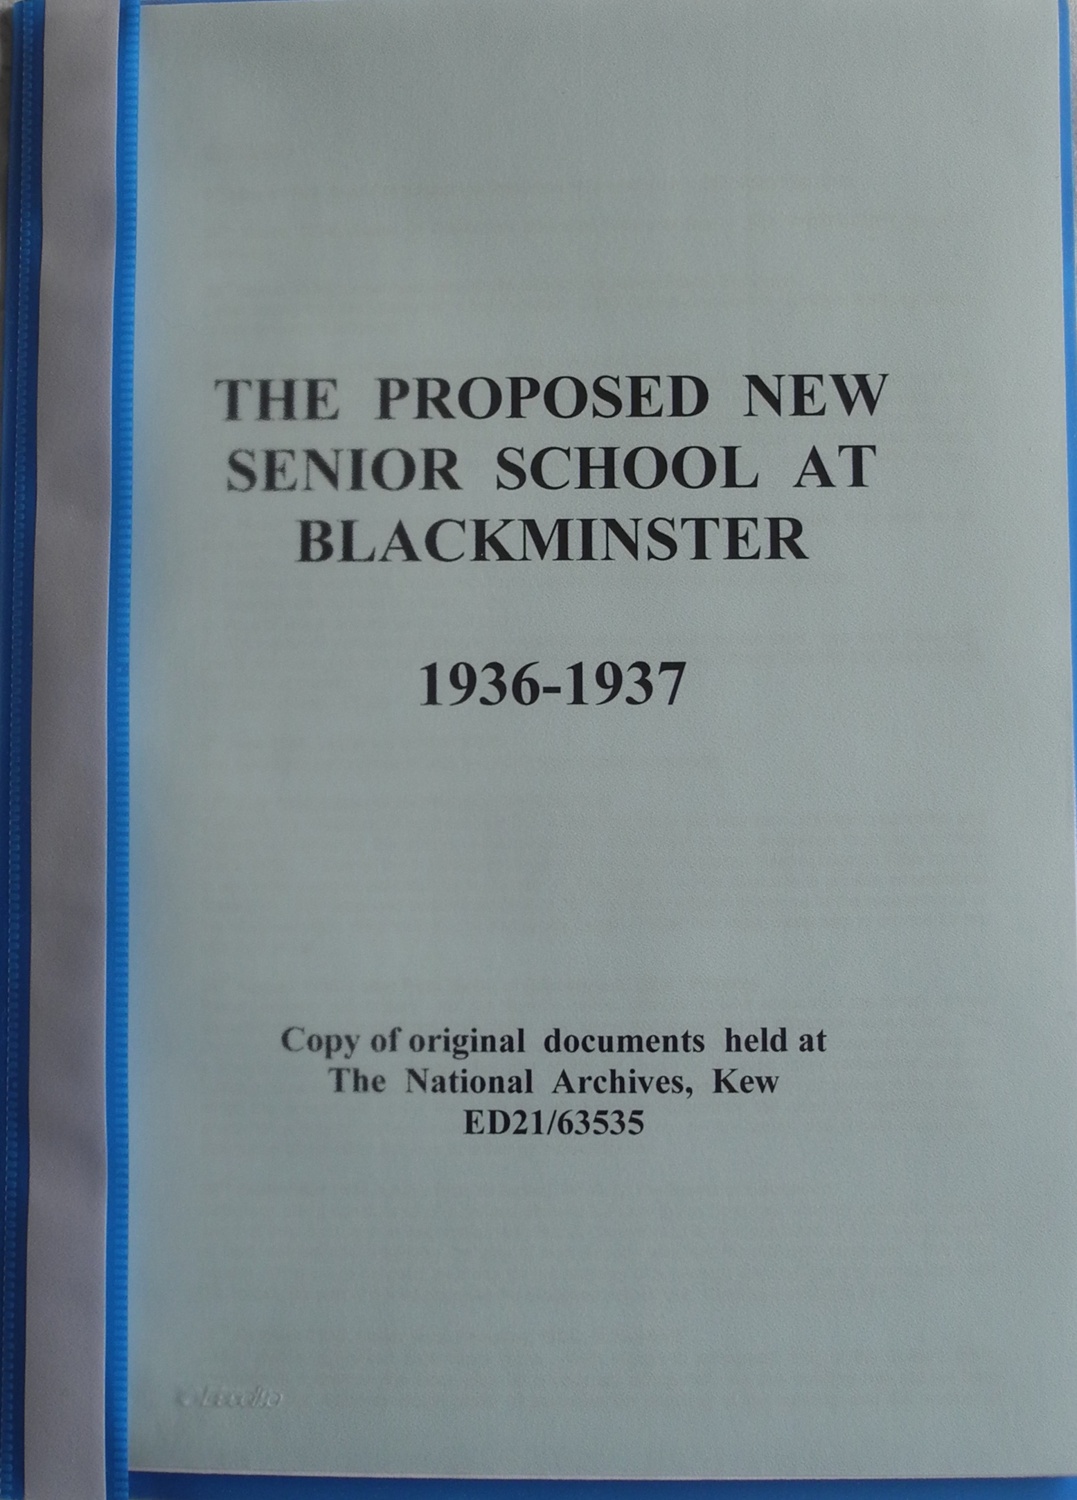 THE PROPOSED NEW
SENIOR SCHOOL AT
BLACKMINSTER
1936-1937
Copy of original documents held at
The National Archives, Kew
ED21/63535